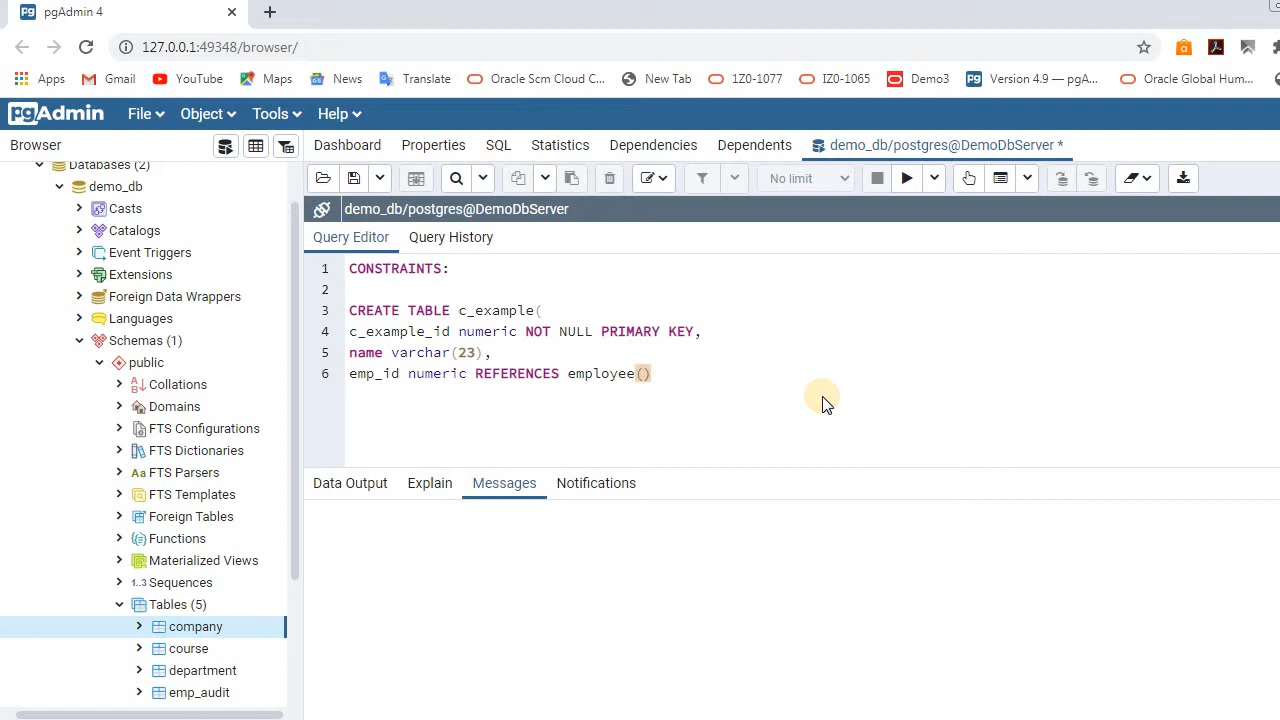 pgAdmin 4
127.0.0.1:49348/browser/
Apps Gmail YouTube Maps News Translate Oracle Scm Cloud C... New Tab 1Z0-1077 IZ0-1065 Demo3 Version 4.9 — pgA... Oracle Global Hum...
pgAdmin File Object Tools Help
Browser Dashboard Properties SQL Statistics Dependencies Dependents demo_db/postgres@DemoDbServer *
No limit
demo_db/postgres@DemoDbServer
Query Editor Query History
Databases (2)
demo_db
Casts
Catalogs
Event Triggers
Extensions
Foreign Data Wrappers
Languages
Schemas (1)
public
Collations
Domains
FTS Configurations
FTS Dictionaries
FTS Parsers
FTS Templates
Foreign Tables
Functions
Materialized Views
1..3 Sequences
Tables (5)
company
course
department
emp_audit
1 CONSTRAINTS:
2
3 CREATE TABLE c_example(
4 c_example_id numeric NOT NULL PRIMARY KEY,
5 name varchar(23),
6 emp_id numeric REFERENCES employee()
Data Output Explain Messages Notifications